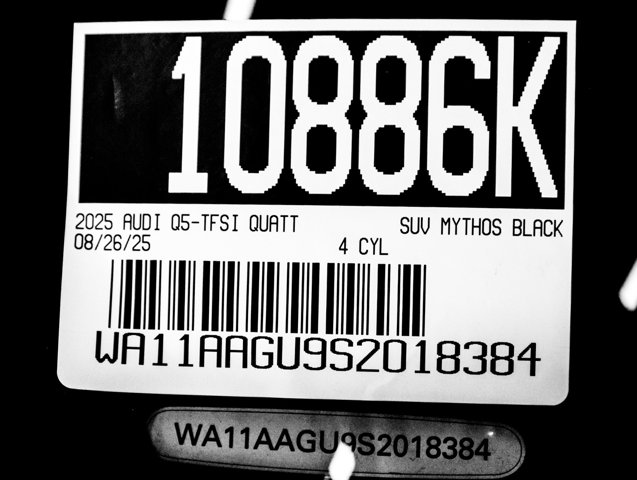 10886K
2025 AUDI Q5-TFSI QUATT SUV MYTHOS BLACK
08/26/25 4 CYL
WA11AAGU9S2018384
WA11AAGU9S2018384